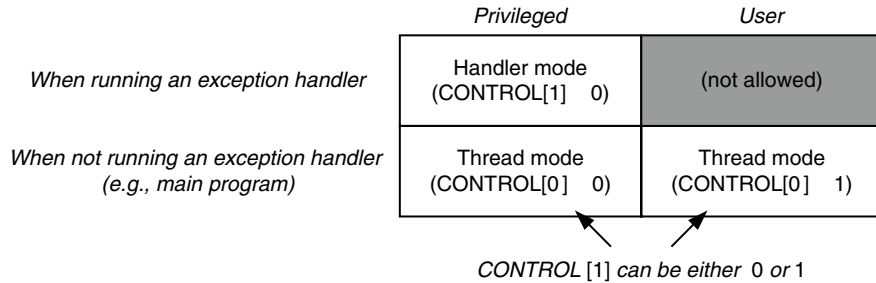 Privileged User
When running an exception handler
Handler mode
(CONTROL[1] 0)
(not allowed)
When not running an exception handler
(e.g., main program)
Thread mode
(CONTROL[0] 0)
Thread mode
(CONTROL[0] 1)
CONTROL [1] can be either 0 or 1